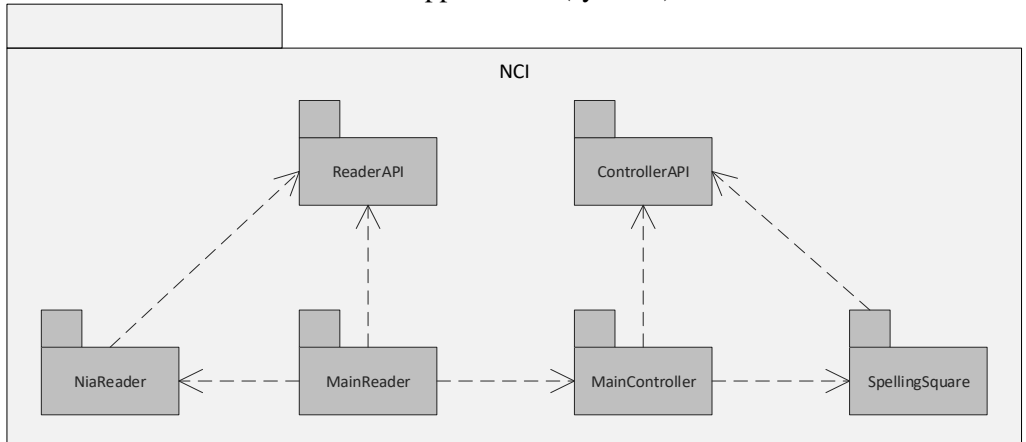 NCI
ReaderAPI
ControllerAPI
NiaReader
MainReader
MainController
SpellingSquare